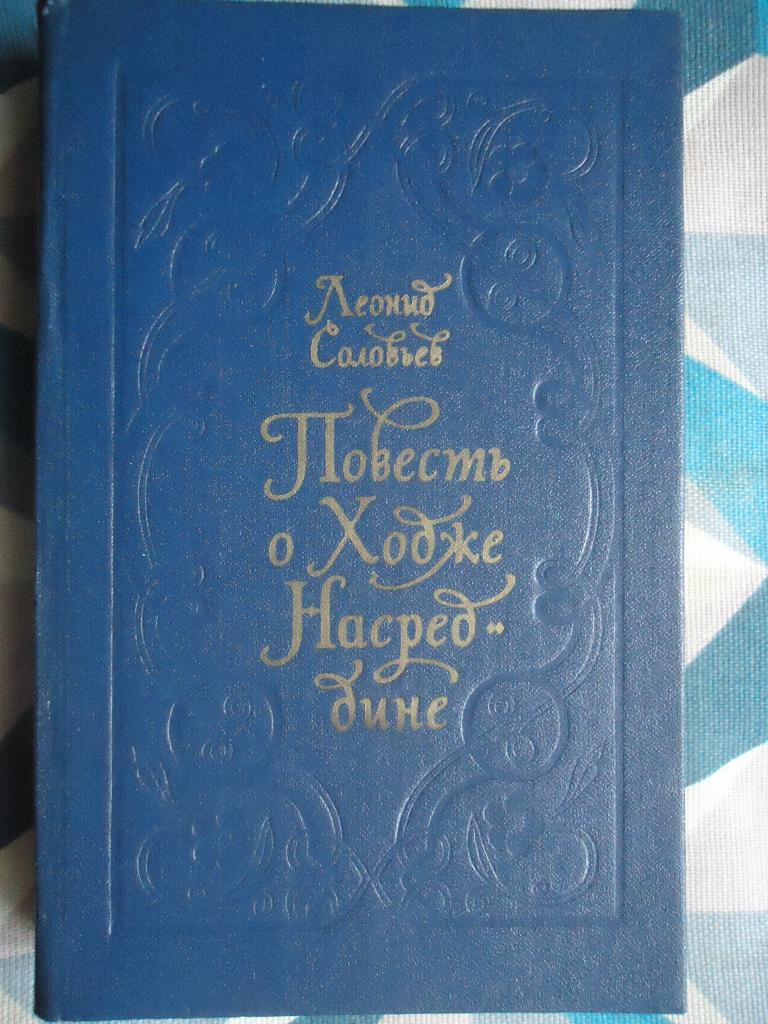 Леонид
Соловьев
Повесть
о Ходже
Насред-
дине